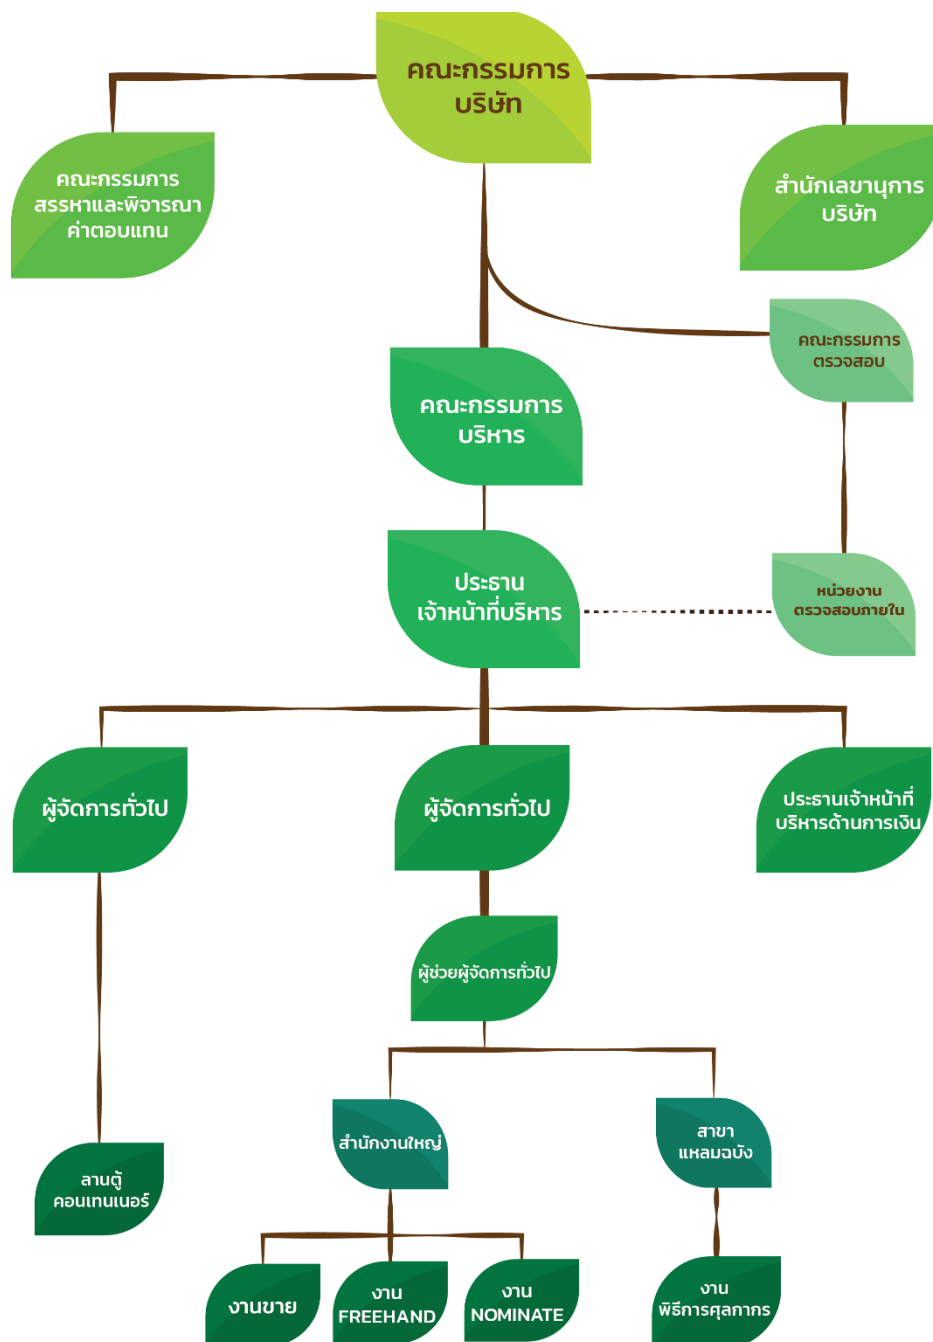 คณะกรรมการ
บริษัท
คณะกรรมการ
สรรหาและพิจารณา
ค่าตอบแทน
สำนักเลขานุการ
บริษัท
คณะกรรมการ
ตรวจสอบ
คณะกรรมการ
บริหาร
ประธาน
เจ้าหน้าที่บริหาร
หน่วยงาน
ตรวจสอบภายใน
ผู้จัดการทั่วไป
ผู้จัดการทั่วไป
ประธานเจ้าหน้าที่
บริหารด้านการเงิน
ผู้ช่วยผู้จัดการทั่วไป
สำนักงานใหญ่
สาขา
แหลมฉบัง
ลานตู้
คอนเทนเนอร์
งานขาย
งาน
FREEHAND
งาน
NOMINATE
งาน
พิธีการศุลกากร